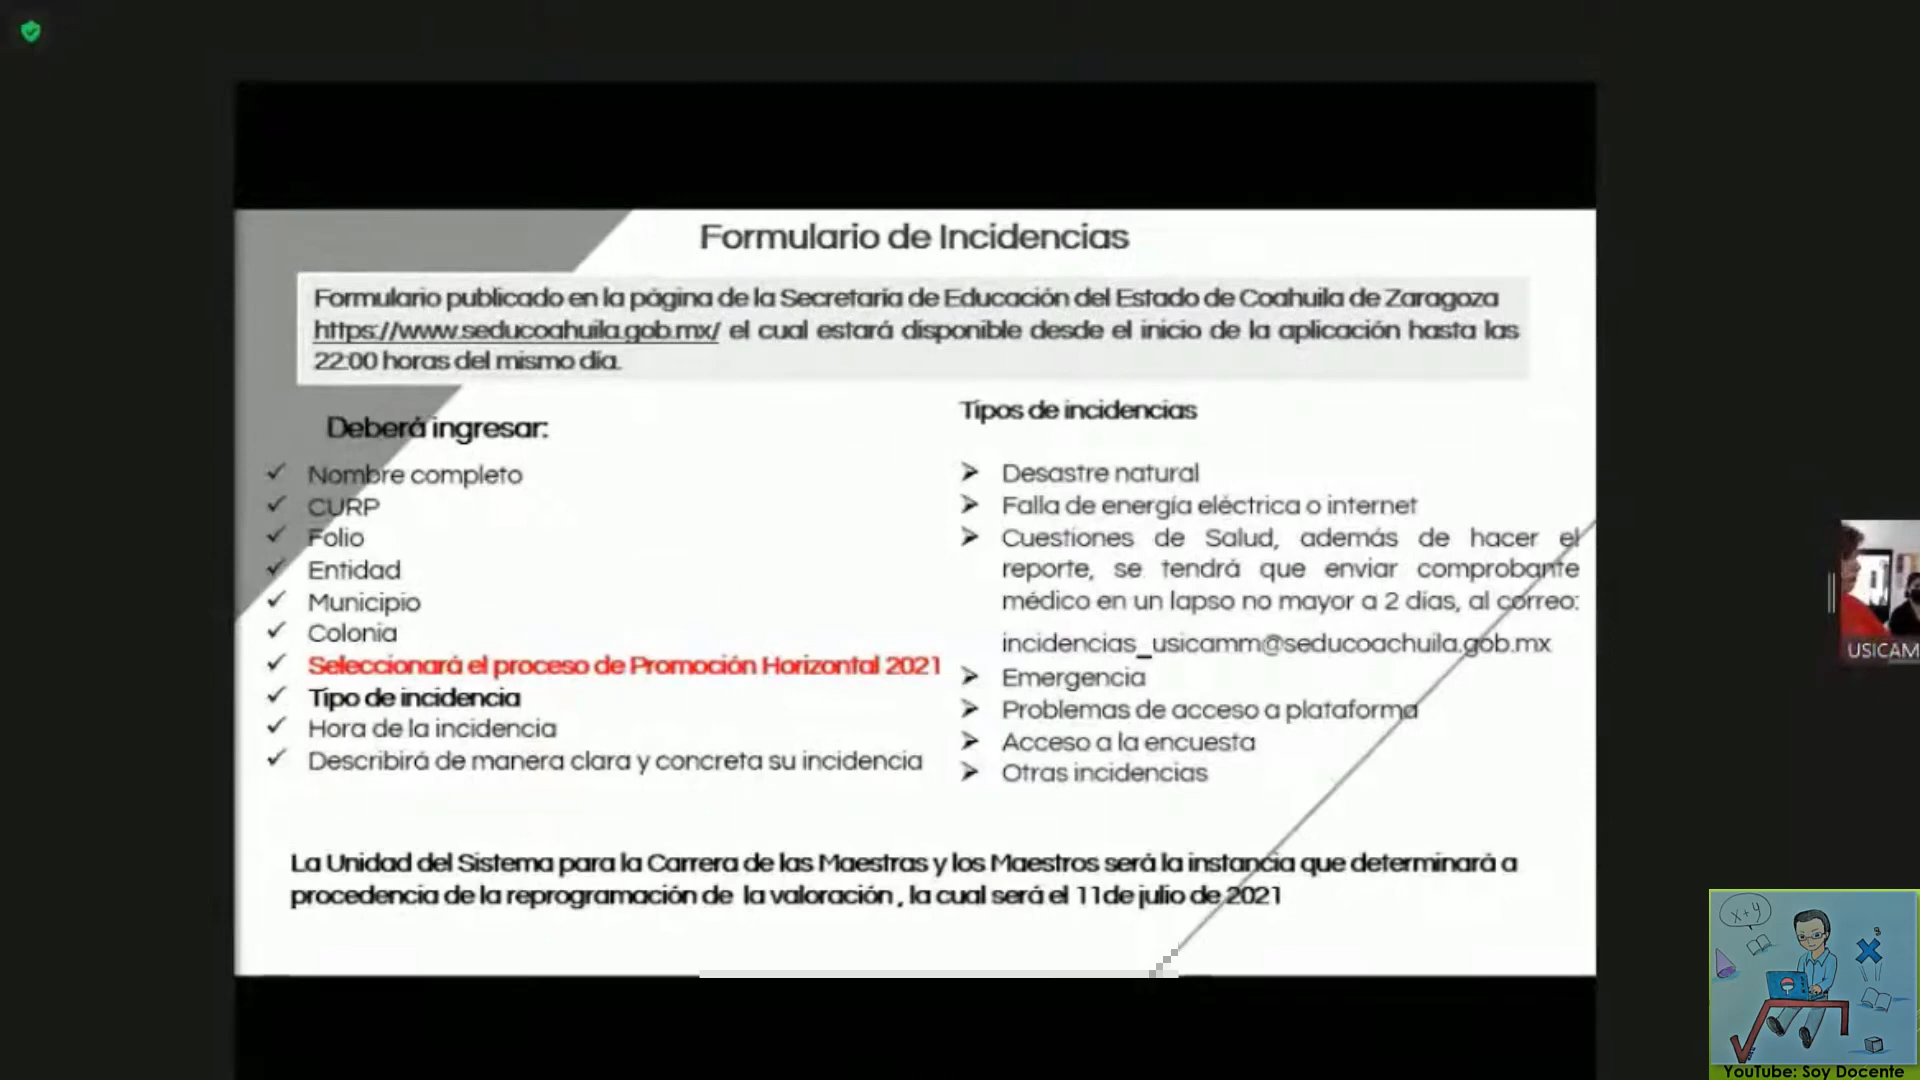 Formulario de Incidencias
Formulario publicado en la página de la Secretaría de Educación del Estado de Coahuila de Zaragoza
https://www.seducoahuila.gob.mx/ el cual estará disponible desde el inicio de la aplicación hasta las
22:00 horas del mismo día.
Deberá ingresar:
Nombre completo
CURP
Folio
Entidad
Municipio
Colonia
Seleccionará el proceso de Promoción Horizontal 2021
Tipo de incidencia
Hora de la incidencia
Describirá de manera clara y concreta su incidencia
Tipos de incidencias
Desastre natural
Falla de energía eléctrica o internet
Cuestiones de Salud, además de hacer el
reporte, se tendrá que enviar comprobante
médico en un lapso no mayor a 2 días, al correo:
incidencias_usicamm@seducoachuila.gob.mx
Emergencia
Problemas de acceso a plataforma
Acceso a la encuesta
Otras incidencias
La Unidad del Sistema para la Carrera de las Maestras y los Maestros será la instancia que determinará a
procedencia de la reprogramación de la valoración , la cual será el 11de julio de 2021
USICAM
x+y
YouTube: Soy Docente